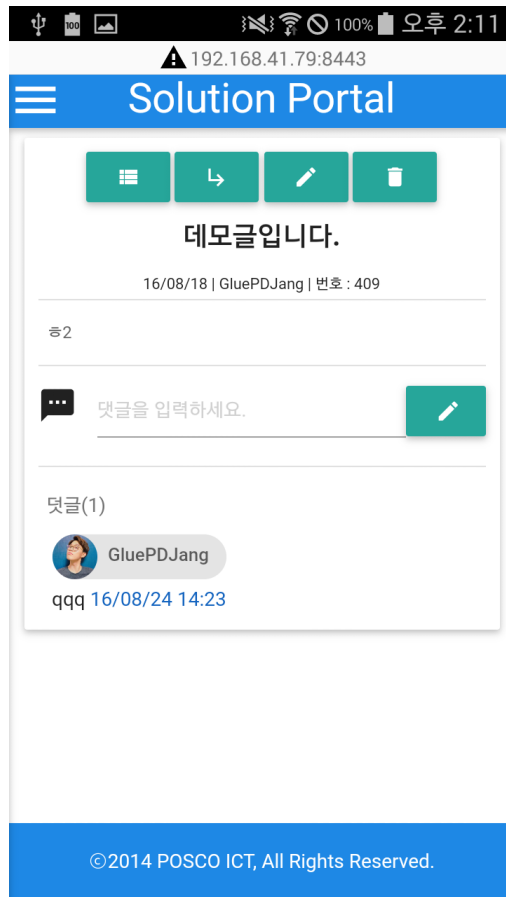 100 100% 오후 2:11
192.168.41.79:8443
Solution Portal
데모글입니다.
16/08/18 | GluePDJang | 번호 : 409
ㅎ2
댓글을 입력하세요.
덧글(1)
GluePDJang
qqq 16/08/24 14:23
©2014 POSCO ICT, All Rights Reserved.